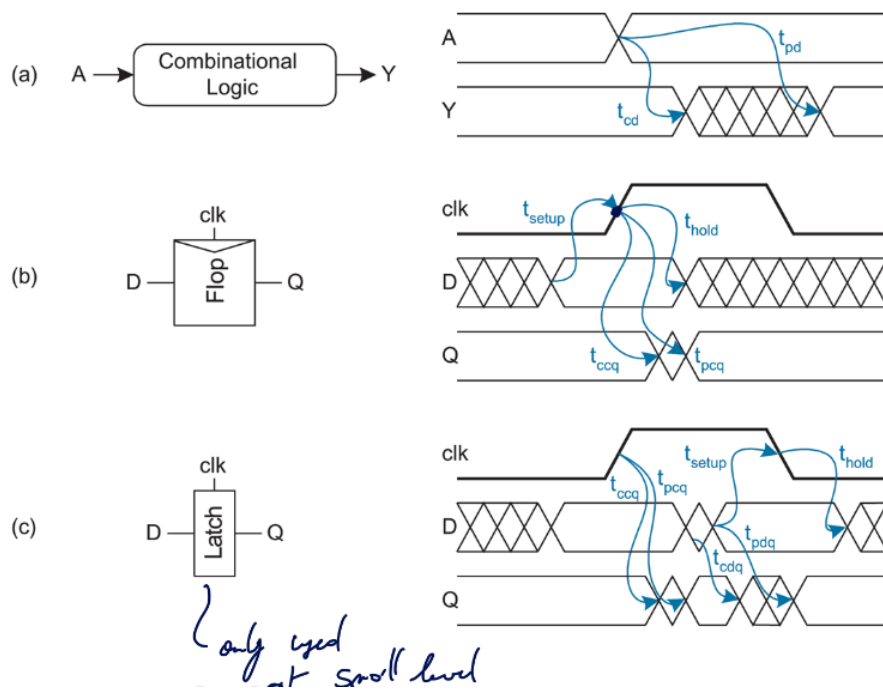 A
t_pd
(a)
A
Combinational
Logic
Y
Y
t_cd
clk
clk
t_setup
t_hold
(b)
D
Flop
Q
D
Q
t_ccq
t_pcq
clk
clk
t_setup
t_hold
t_ccq
t_pcq
(c)
D
Latch
Q
D
t_pdq
t_cdq
Q
only used
at small level